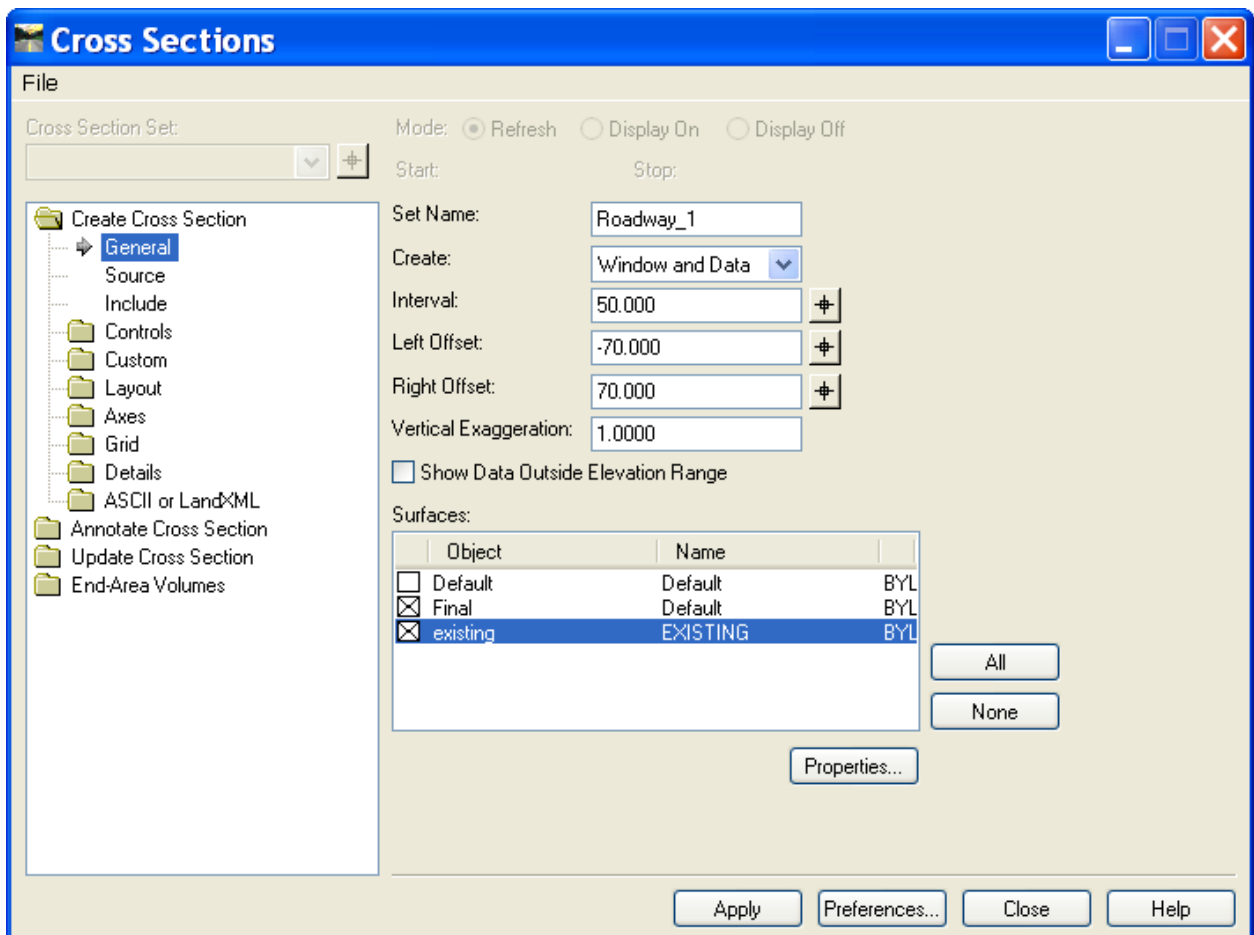 Cross Sections
File
Cross Section Set:
Mode: Refresh Display On Display Off
Start: Stop:
Create Cross Section
General
Source
Include
Controls
Custom
Layout
Axes
Grid
Details
ASCII or LandXML
Annotate Cross Section
Update Cross Section
End-Area Volumes
Set Name: Roadway_1
Create: Window and Data
Interval: 50.000
Left Offset: -70.000
Right Offset: 70.000
Vertical Exaggeration: 1.0000
Show Data Outside Elevation Range
Surfaces:
Object Name
Default Default BYL
Final Default BYL
existing EXISTING BYL
All
None
Properties...
Apply Preferences... Close Help